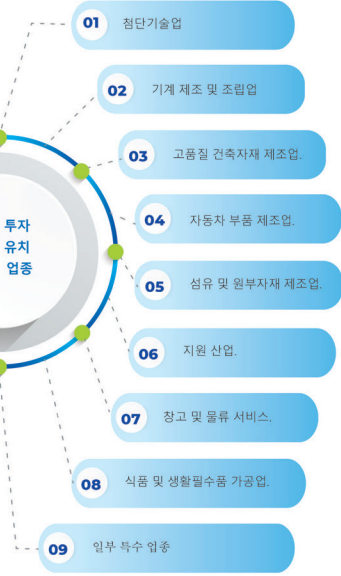 투자
유치
업종
01 첨단기술업
02 기계 제조 및 조립업
03 고품질 건축자재 제조업.
04 자동차 부품 제조업.
05 섬유 및 원부자재 제조업.
06 지원 산업.
07 창고 및 물류 서비스.
08 식품 및 생활필수품 가공업.
09 일부 특수 업종